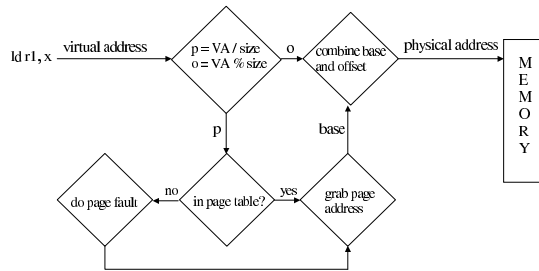 ld r1, x
virtual address
p = VA / size
o = VA % size
o
combine base
and offset
physical address
M
E
M
O
R
Y
p
base
do page fault
no
in page table?
yes
grab page
address